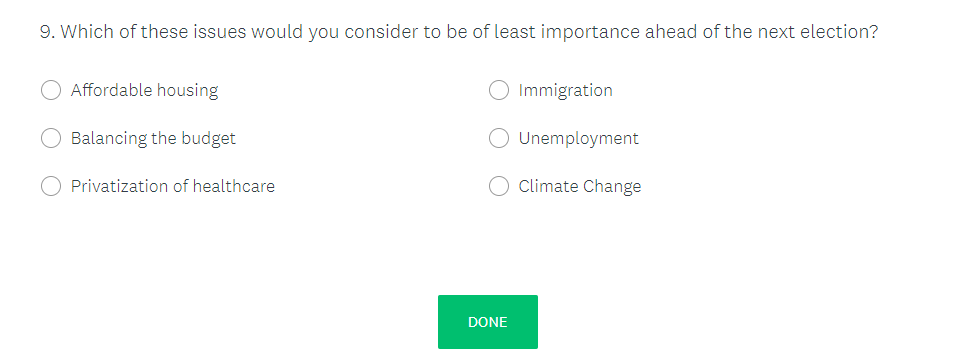 9. Which of these issues would you consider to be of least importance ahead of the next election?
Affordable housing
Immigration
Balancing the budget
Unemployment
Privatization of healthcare
Climate Change
DONE